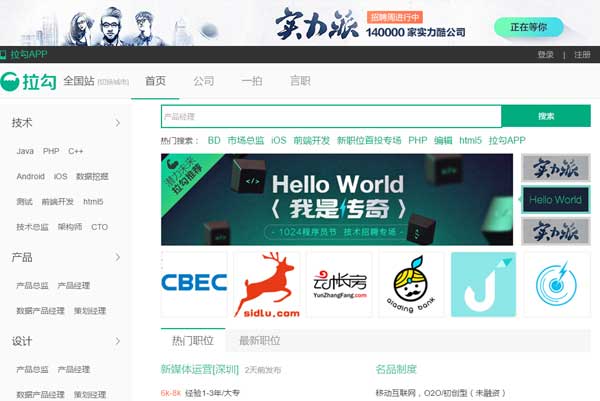 实力派 招聘周进行中 140000 家实力酷公司 正在等你
拉勾APP 登录 | 注册
拉勾 全国站 [切换城市] 首页 公司 一拍 言职
产品经理 搜索
热门搜索： BD 市场总监 iOS 前端开发 新职位首投专场 PHP 编辑 html5 拉勾APP
技术
Java PHP C++
Android iOS 数据挖掘
测试 前端开发 html5
技术总监 架构师 CTO
产品
产品总监 产品经理
数据产品经理 策划经理
设计
产品总监 产品经理
数据产品经理 策划经理
潜力未来
拉勾推荐
</>
Hello World
我是传奇
- 1024程序员节 技术招聘专场 -
实力派
Hello World
实力派
CBEC
sidlu.com
云帐房
YunZhangFang.com
alading bank
热门职位 最新职位
新媒体运营[深圳] 2天前发布
6k-8k 经验1-3年/大专
名品制度
移动互联网，O2O/初创型（未融资）